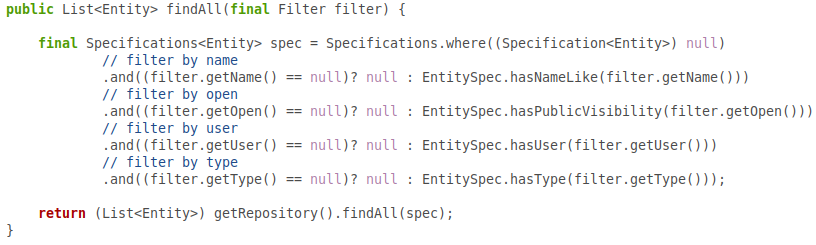 public List<Entity> findAll(final Filter filter) {
final Specifications<Entity> spec = Specifications.where((Specification<Entity>) null)
// filter by name
.and((filter.getName() == null)? null : EntitySpec.hasNameLike(filter.getName()))
// filter by open
.and((filter.getOpen() == null)? null : EntitySpec.hasPublicVisibility(filter.getOpen()))
// filter by user
.and((filter.getUser() == null)? null : EntitySpec.hasUser(filter.getUser()))
// filter by type
.and((filter.getType() == null)? null : EntitySpec.hasType(filter.getType()));
return (List<Entity>) getRepository().findAll(spec);
}